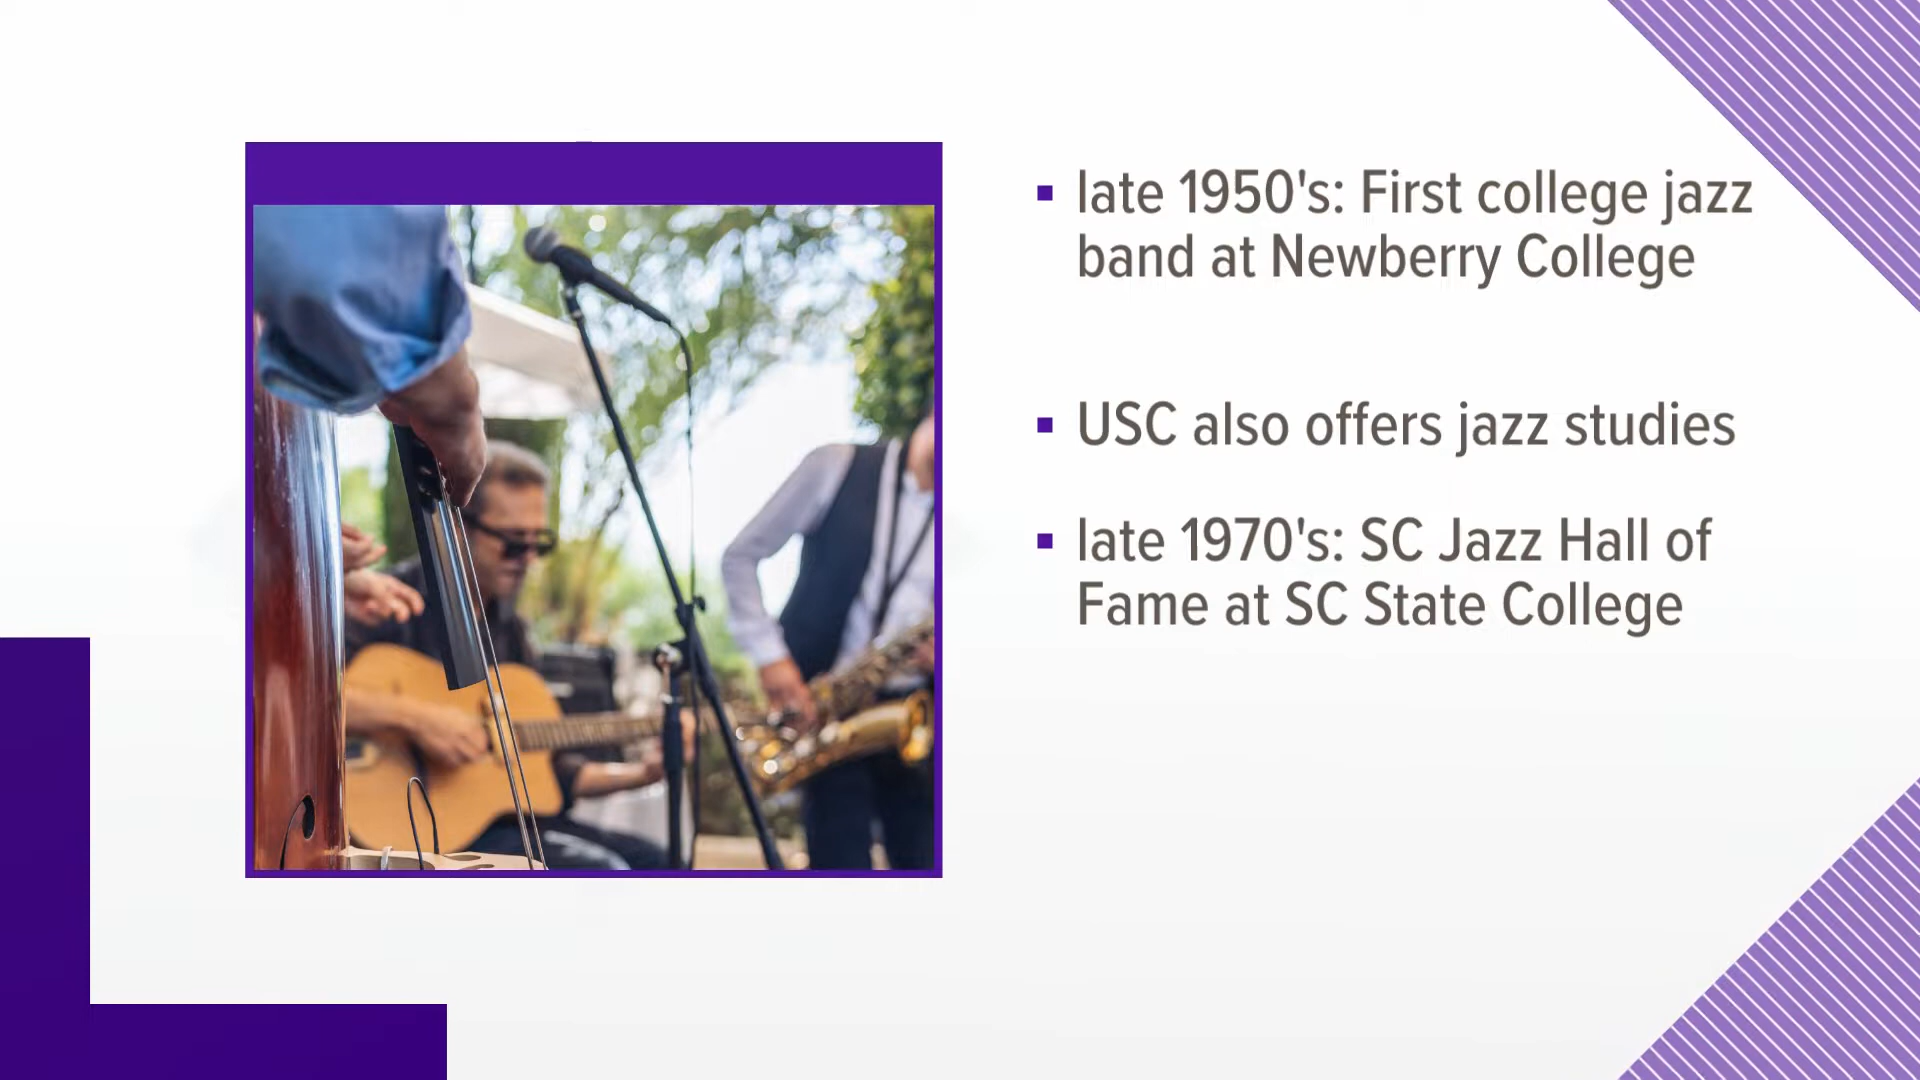 late 1950's: First college jazz
band at Newberry College
USC also offers jazz studies
late 1970's: SC Jazz Hall of
Fame at SC State College